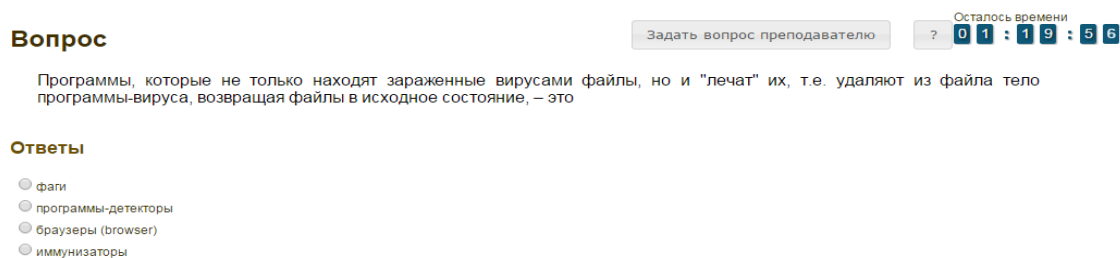 Осталось времени
Вопрос
Задать вопрос преподавателю
?
01:19:56
Программы, которые не только находят зараженные вирусами файлы, но и "лечат" их, т.е. удаляют из файла тело
программы-вируса, возвращая файлы в исходное состояние, – это
Ответы
фаги
программы-детекторы
браузеры (browser)
иммунизаторы